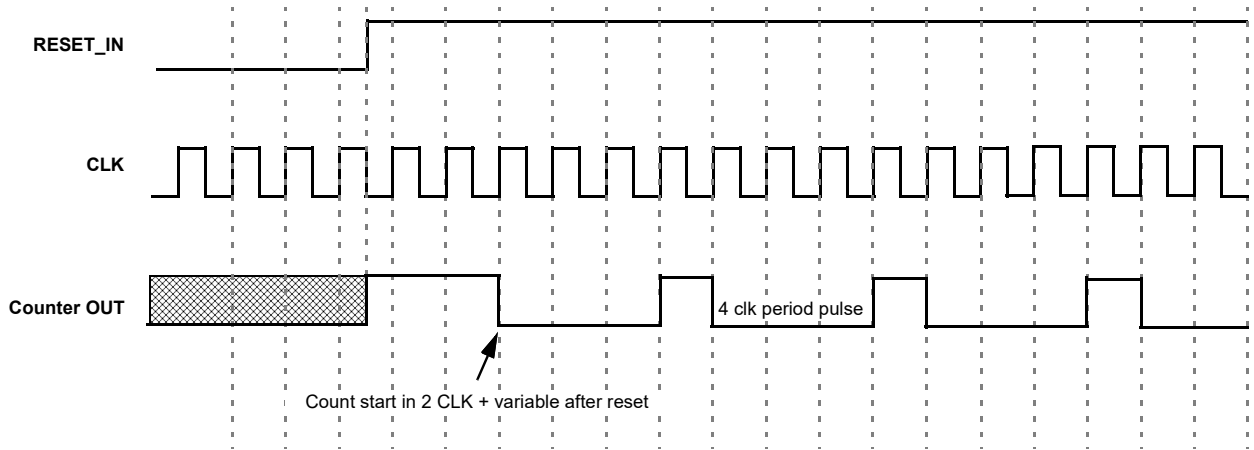 RESET_IN
CLK
Counter OUT
4 clk period pulse
Count start in 2 CLK + variable after reset